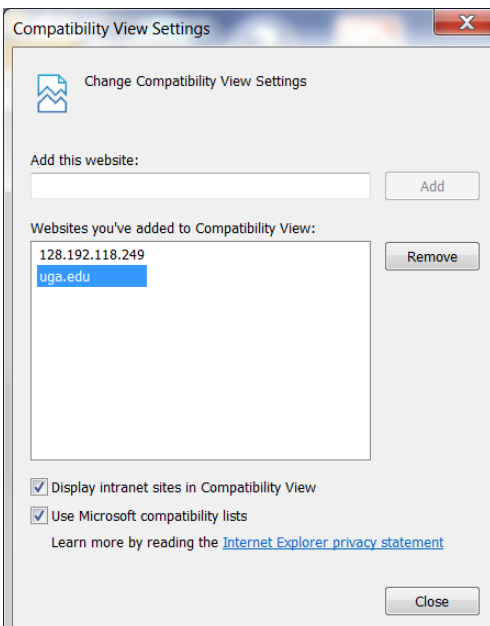 Compatibility View Settings
X
Change Compatibility View Settings
Add this website:
Add
Websites you've added to Compatibility View:
128.192.118.249
Remove
uga.edu
Display intranet sites in Compatibility View
Use Microsoft compatibility lists
Learn more by reading the Internet Explorer privacy statement
Close